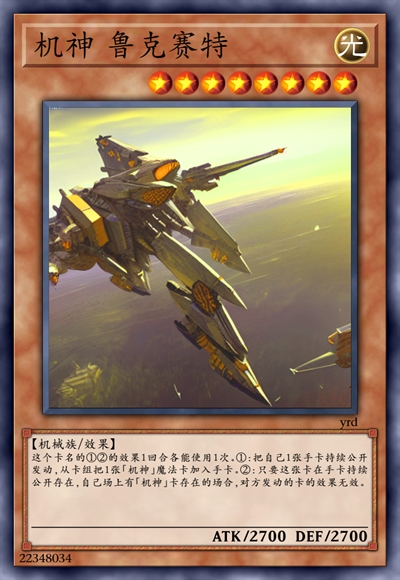 机神 鲁克赛特
光
yrd
【机械族/效果】
这个卡名的①②的效果1回合各能使用1次。①:把自己1张手卡持续公开
发动,从卡组把1张「机神」魔法卡加入手卡。②:只要这张卡在手卡持续
公开存在,自己场上有「机神」卡存在的场合,对方发动的卡的效果无效。
ATK/2700 DEF/2700
22348034